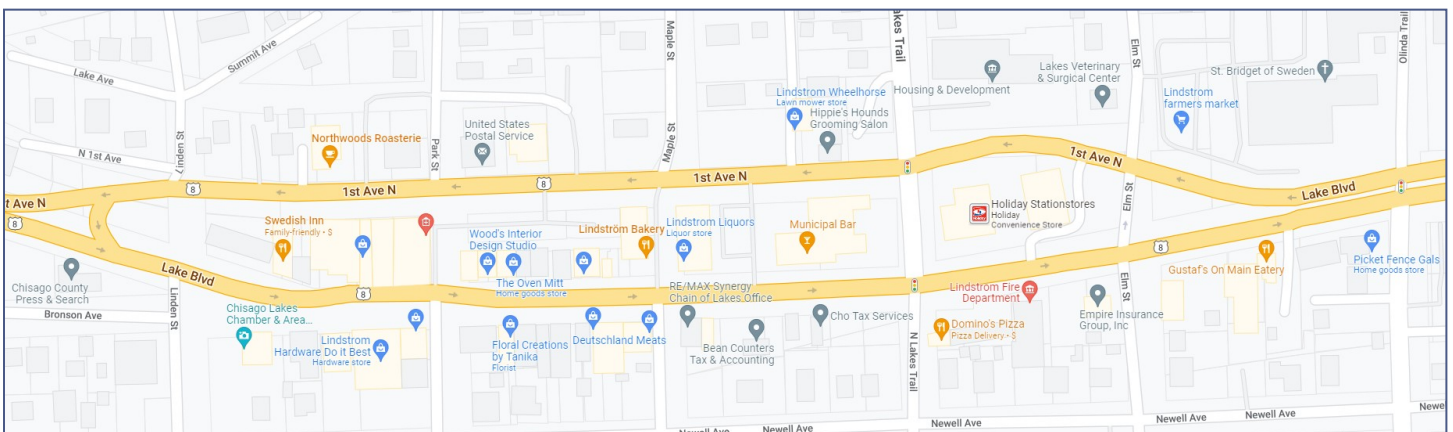 Lake Ave
Summit Ave
N 1st Ave
Linden St
Northwoods Roasterie
Park St
United States
Postal Service
Maple St
Maple St
Lindstrom Wheelhorse
Lawn mower store
Hippie's Hounds
Grooming Salon
akes Trail
Housing & Development
Lakes Veterinary
& Surgical Center
Elm St
Lindstrom
farmers market
St. Bridget of Sweden
Olinda Trail
t Ave N
8
8
1st Ave N
8
1st Ave N
1st Ave N
Lake Blvd
8
Chisago County
Press & Search
Bronson Ave
Lake Blvd
Linden St
Swedish Inn
Family-friendly • $
8
Wood's Interior
Design Studio
The Oven Mitt
Home goods store
Lindström Bakery
Lindstrom Liquors
Liquor store
Municipal Bar
Holiday Stationstores
Holiday
Convenience Store
Elm St
Gustaf's On Main Eatery
Picket Fence Gals
Home goods store
Chisago Lakes
Chamber & Area...
Lindstrom
Hardware Do it Best
Hardware store
Floral Creations
by Tanika
Florist
Deutschland Meats
RE/MAX Synergy
Chain of Lakes Office
Bean Counters
Tax & Accounting
Cho Tax Services
N Lakes Trail
Lindstrom Fire
Department
Domino's Pizza
Pizza Delivery • $
Empire Insurance
Group, Inc
Elm St
Newell Ave
Newell Ave
Newell Ave
Newell Ave
Newe